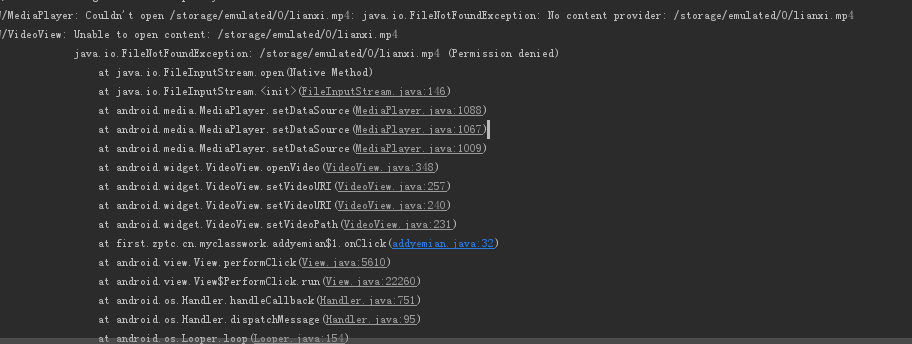 W/MediaPlayer: Couldn't open /storage/emulated/0/lianxi.mp4: java.io.FileNotFoundException: No content provider: /storage/emulated/0/lianxi.mp4
W/VideoView: Unable to open content: /storage/emulated/0/lianxi.mp4
java.io.FileNotFoundException: /storage/emulated/0/lianxi.mp4 (Permission denied)
at java.io.FileInputStream.open(Native Method)
at java.io.FileInputStream.<init>(FileInputStream.java:146)
at android.media.MediaPlayer.setDataSource(MediaPlayer.java:1088)
at android.media.MediaPlayer.setDataSource(MediaPlayer.java:1067)
at android.media.MediaPlayer.setDataSource(MediaPlayer.java:1009)
at android.widget.VideoView.openVideo(VideoView.java:348)
at android.widget.VideoView.setVideoURI(VideoView.java:257)
at android.widget.VideoView.setVideoURI(VideoView.java:240)
at android.widget.VideoView.setVideoPath(VideoView.java:231)
at first.zptc.cn.myclasswork.addyemian$1.onClick(addyemian.java:32)
at android.view.View.performClick(View.java:5610)
at android.view.View$PerformClick.run(View.java:22260)
at android.os.Handler.handleCallback(Handler.java:751)
at android.os.Handler.dispatchMessage(Handler.java:95)
at android.os.Looper.loop(Looper.java:154)